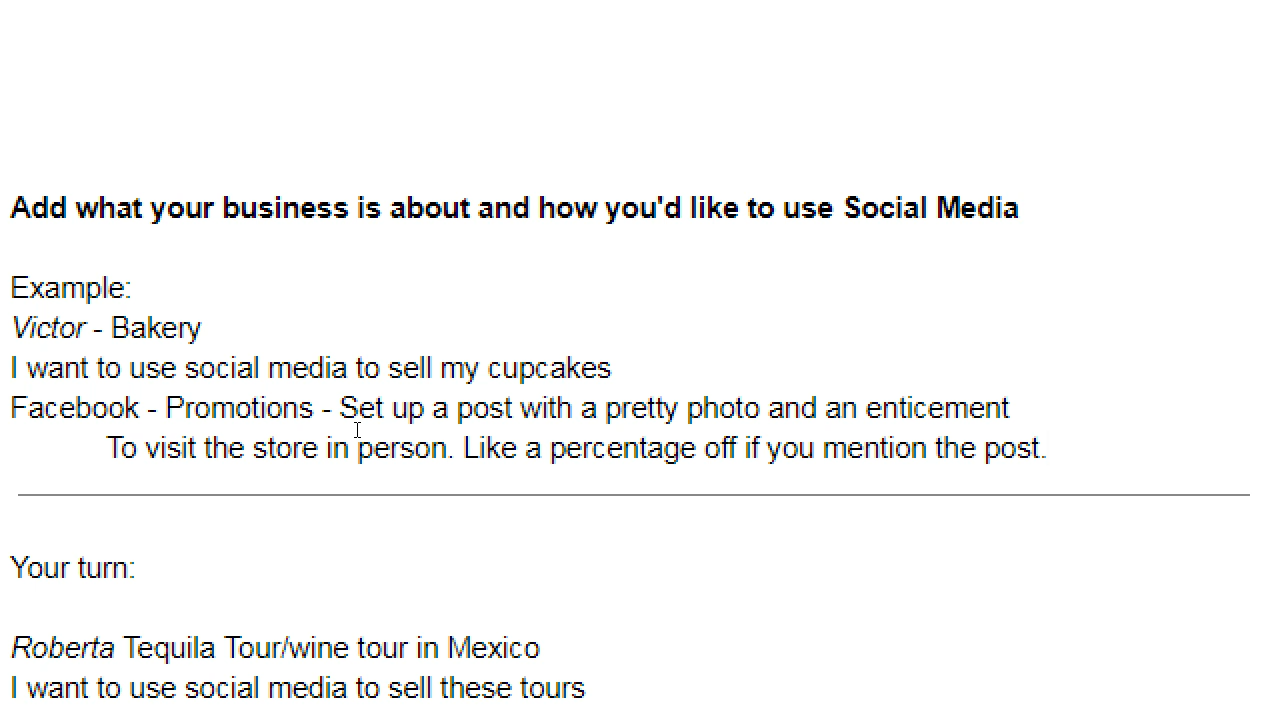 Add what your business is about and how you'd like to use Social Media
Example:
Victor - Bakery
I want to use social media to sell my cupcakes
Facebook - Promotions - Set up a post with a pretty photo and an enticement
To visit the store in person. Like a percentage off if you mention the post.
Your turn:
Roberta Tequila Tour/wine tour in Mexico
I want to use social media to sell these tours